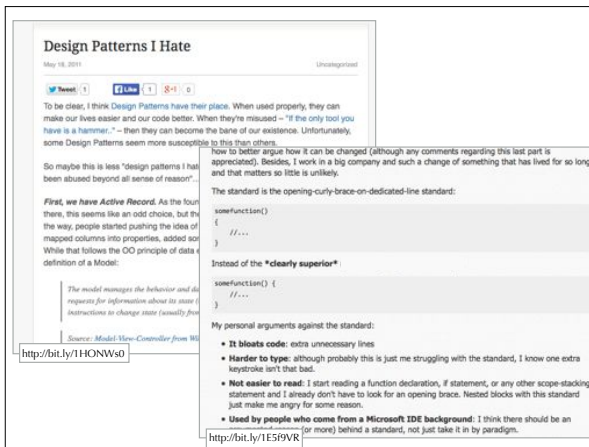 Design Patterns I Hate
May 18, 2011
Uncategorized
Tweet 1 Like 1 g+1 0
To be clear, I think Design Patterns have their place. When used properly, they can
make our lives easier and our code better. When they're misused – "If the only tool you
have is a hammer.." – then they can become the bane of our existence. Unfortunately,
some Design Patterns seem more susceptible to this than others.
So maybe this is less "design patterns I hat
been abused beyond all sense of reason"..
First, we have Active Record. As the foun
there, this seems like an odd choice, but the
the way, people started pushing the idea of
mapped columns into properties, added sor
While that follows the OO principle of data e
definition of a Model:
The model manages the behavior and da
requests for information about its state (
instructions to change state (usually from
Source: Model-View-Controller from Wi
http://bit.ly/1HONWs0
how to better argue how it can be changed (although any comments regarding this last part is
appreciated). Besides, I work in a big company and such a change of something that has lived for so long
and that matters so little is unlikely.
The standard is the opening-curly-brace-on-dedicated-line standard:
somefunction()
{
//...
}
Instead of the *clearly superior*
somefunction() {
//...
}
My personal arguments against the standard:
• It bloats code: extra unnecessary lines
• Harder to type: although probably this is just me struggling with the standard, I know one extra
keystroke isn't that bad.
• Not easier to read: I start reading a function declaration, if statement, or any other scope-stacking
statement and I already don't have to look for an opening brace. Nested blocks with this standard
just make me angry for some reason.
• Used by people who come from a Microsoft IDE background: I think there should be an
(or more) behind a standard, not just take it in by paradigm.
http://bit.ly/1E5f9VR